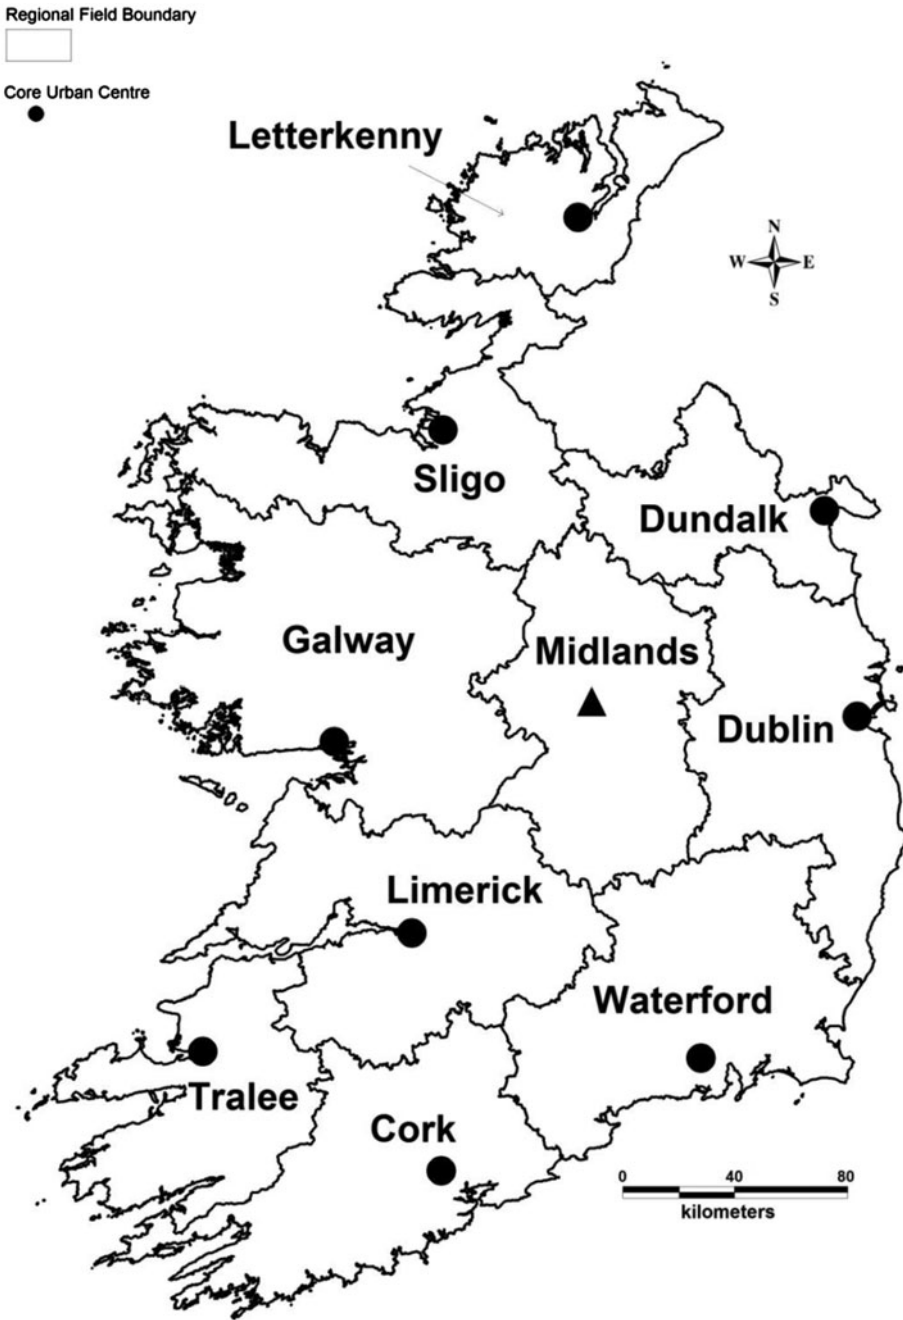 Regional Field Boundary
Core Urban Centre
Letterkenny
N
W E
S
Sligo
Dundalk
Galway
Midlands
Dublin
Limerick
Waterford
Tralee
Cork
0 40 80
kilometers